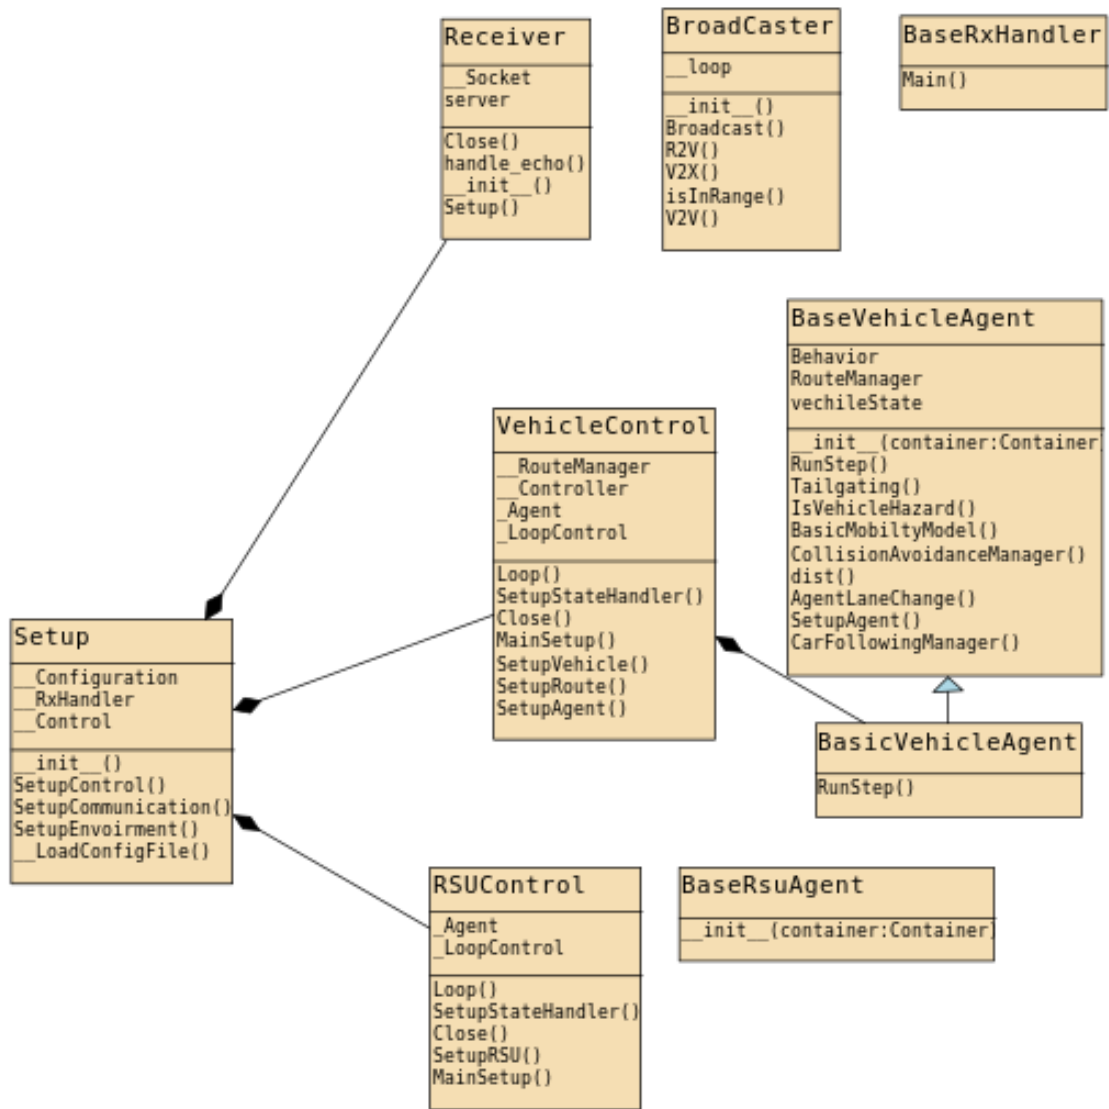 Receiver
__Socket
server
Close()
handle_echo()
__init__()
Setup()
BroadCaster
__loop
__init__()
Broadcast()
R2V()
V2X()
isInRange()
V2V()
BaseRxHandler
Main()
BaseVehicleAgent
Behavior
RouteManager
vechileState
__init__(container:Container)
RunStep()
Tailgating()
IsVehicleHazard()
BasicMobiltyModel()
CollisionAvoidanceManager()
dist()
AgentLaneChange()
SetupAgent()
CarFollowingManager()
VehicleControl
__RouteManager
__Controller
_Agent
_LoopControl
Loop()
SetupStateHandler()
Close()
MainSetup()
SetupVehicle()
SetupRoute()
SetupAgent()
Setup
__Configuration
__RxHandler
__Control
__init__()
SetupControl()
SetupCommunication()
SetupEnvoirment()
__LoadConfigFile()
BasicVehicleAgent
RunStep()
RSUControl
_Agent
_LoopControl
Loop()
SetupStateHandler()
Close()
SetupRSU()
MainSetup()
BaseRsuAgent
__init__(container:Container)